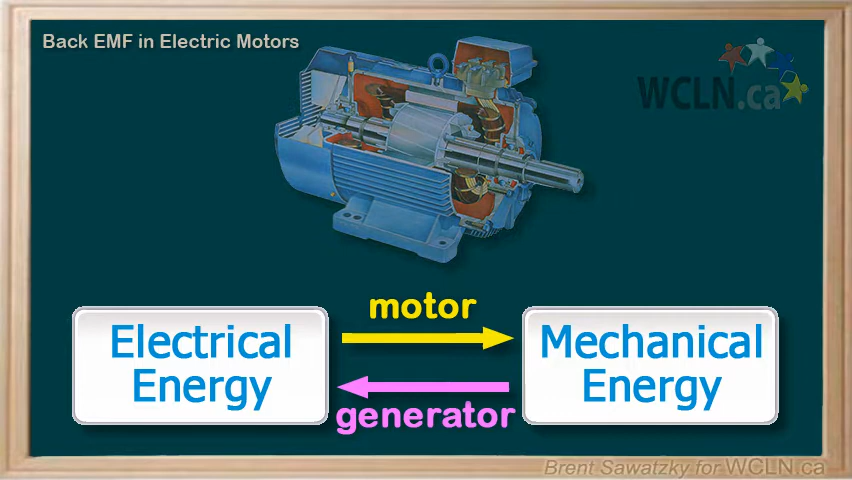 Back EMF in Electric Motors
WCLN.ca
motor
Electrical
Energy
Mechanical
Energy
generator
Brent Sawatzky for WCLN.ca